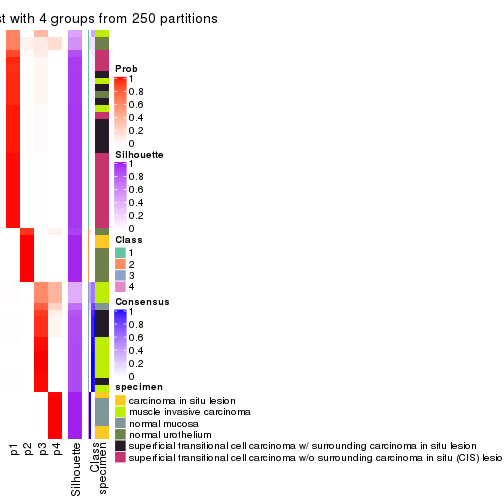 st with 4 groups from 250 partitions
Prob
1
0.8
0.6
0.4
0.2
0
Silhouette
1
0.8
0.6
0.4
0.2
0
Class
1
2
3
4
Consensus
1
0.8
0.6
0.4
0.2
0
specimen
carcinoma in situ lesion
muscle invasive carcinoma
normal mucosa
normal urothelium
superficial transitional cell carcinoma w/ surrounding carcinoma in situ lesion
superficial transitional cell carcinoma w/o surrounding carcinoma in situ (CIS) lesio
p1
p2
p3
p4
Silhouette
Class
specimen